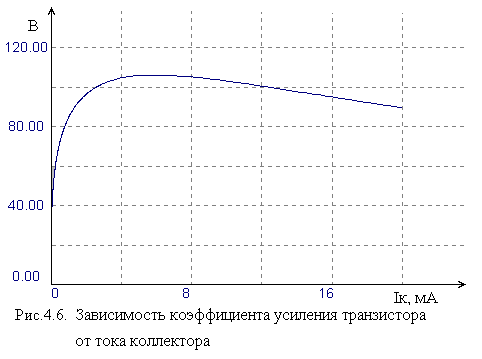 В
120.00
80.00
40.00
0.00
0 8 16
Iк, мА
Рис.4.6. Зависимость коэффициента усиления транзистора
от тока коллектора